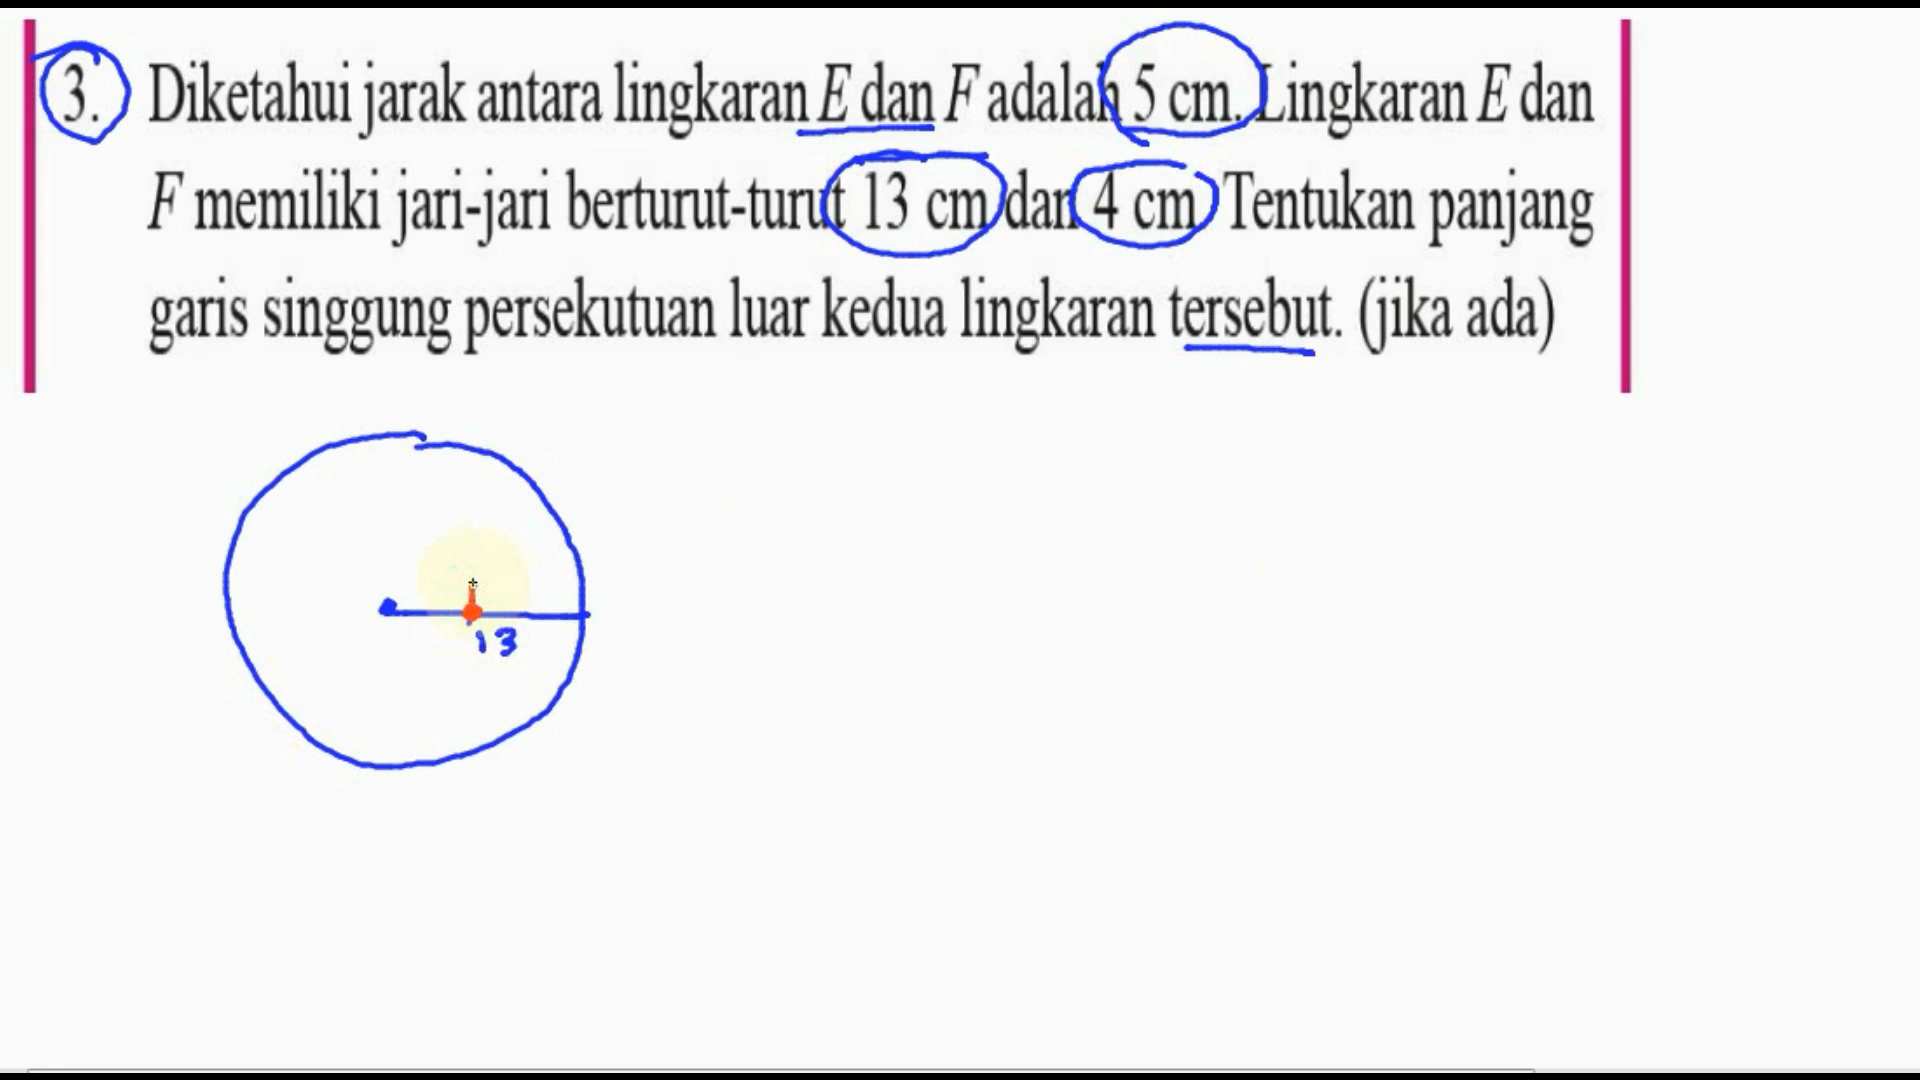 3. Diketahui jarak antara lingkaran E dan F adalah 5 cm. Lingkaran E dan
F memiliki jari-jari berturut-turut 13 cm dan 4 cm. Tentukan panjang
garis singgung persekutuan luar kedua lingkaran tersebut. (jika ada)
13